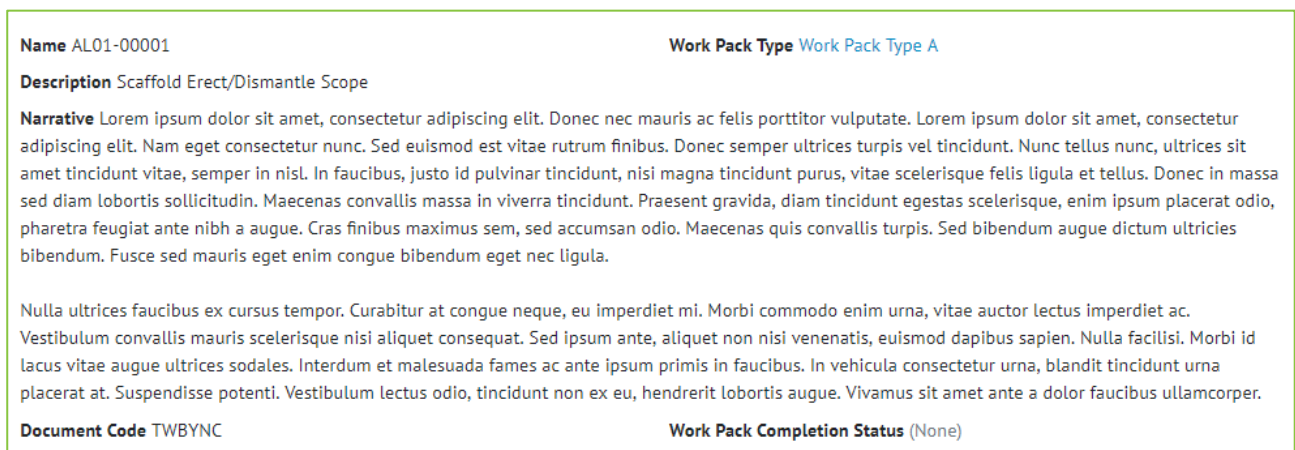 Name AL01-00001 Work Pack Type Work Pack Type A
Description Scaffold Erect/Dismantle Scope
Narrative Lorem ipsum dolor sit amet, consectetur adipiscing elit. Donec nec mauris ac felis porttitor vulputate. Lorem ipsum dolor sit amet, consectetur
adipiscing elit. Nam eget consectetur nunc. Sed euismod est vitae rutrum finibus. Donec semper ultrices turpis vel tincidunt. Nunc tellus nunc, ultrices sit
amet tincidunt vitae, semper in nisl. In faucibus, justo id pulvinar tincidunt, nisi magna tincidunt purus, vitae scelerisque felis ligula et tellus. Donec in massa
sed diam lobortis sollicitudin. Maecenas convallis massa in viverra tincidunt. Praesent gravida, diam tincidunt egestas scelerisque, enim ipsum placerat odio,
pharetra feugiat ante nibh a augue. Cras finibus maximus sem, sed accumsan odio. Maecenas quis convallis turpis. Sed bibendum augue dictum ultricies
bibendum. Fusce sed mauris eget enim congue bibendum eget nec ligula.
Nulla ultrices faucibus ex cursus tempor. Curabitur at congue neque, eu imperdiet mi. Morbi commodo enim urna, vitae auctor lectus imperdiet ac.
Vestibulum convallis mauris scelerisque nisi aliquet consequat. Sed ipsum ante, aliquet non nisi venenatis, euismod dapibus sapien. Nulla facilisi. Morbi id
lacus vitae augue ultrices sodales. Interdum et malesuada fames ac ante ipsum primis in faucibus. In vehicula consectetur urna, blandit tincidunt urna
placerat at. Suspendisse potenti. Vestibulum lectus odio, tincidunt non ex eu, hendrerit lobortis augue. Vivamus sit amet ante a dolor faucibus ullamcorper.
Document Code TWBYNC Work Pack Completion Status (None)